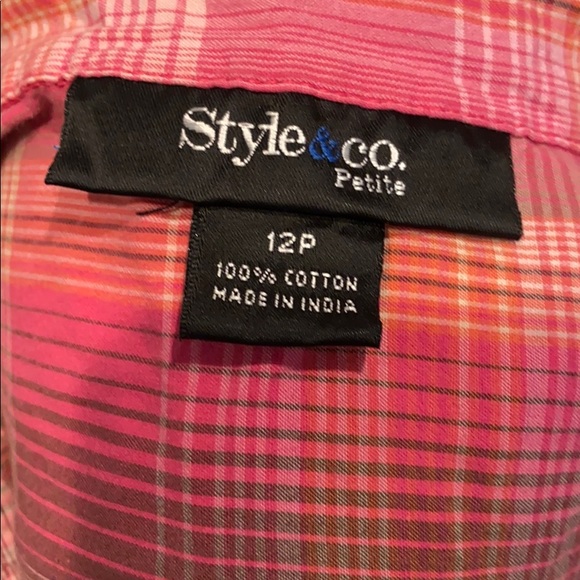 Style&co.
Petite
12P
100% COTTON
MADE IN INDIA